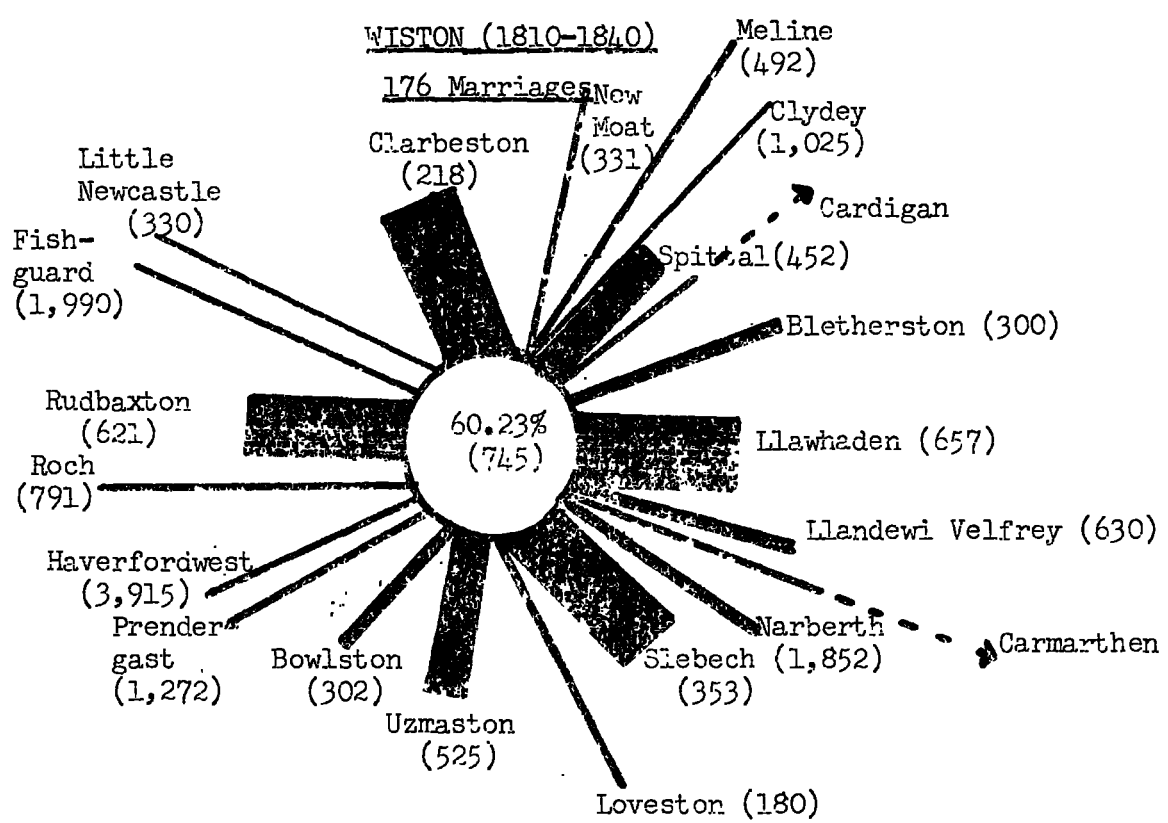 WISTON (1810-1840)
176 Marriages
Meline
(492)
New
Moat
(331)
Clydey
(1,025)
Clarbeston
(218)
Little
Newcastle
(330)
Cardigan
Fish-
guard
(1,990)
Spittal (452)
Bletherston (300)
Rudbaxton
(621)
60.23%
(745)
Llawhaden (657)
Roch
(791)
Llandewi Velfrey (630)
Haverfordwest
(3,915)
Prender-
gast
(1,272)
Bowlston
(302)
Uzmaston
(525)
Slebech
(353)
Narberth
(1,852)
Carmarthen
Loveston (180)